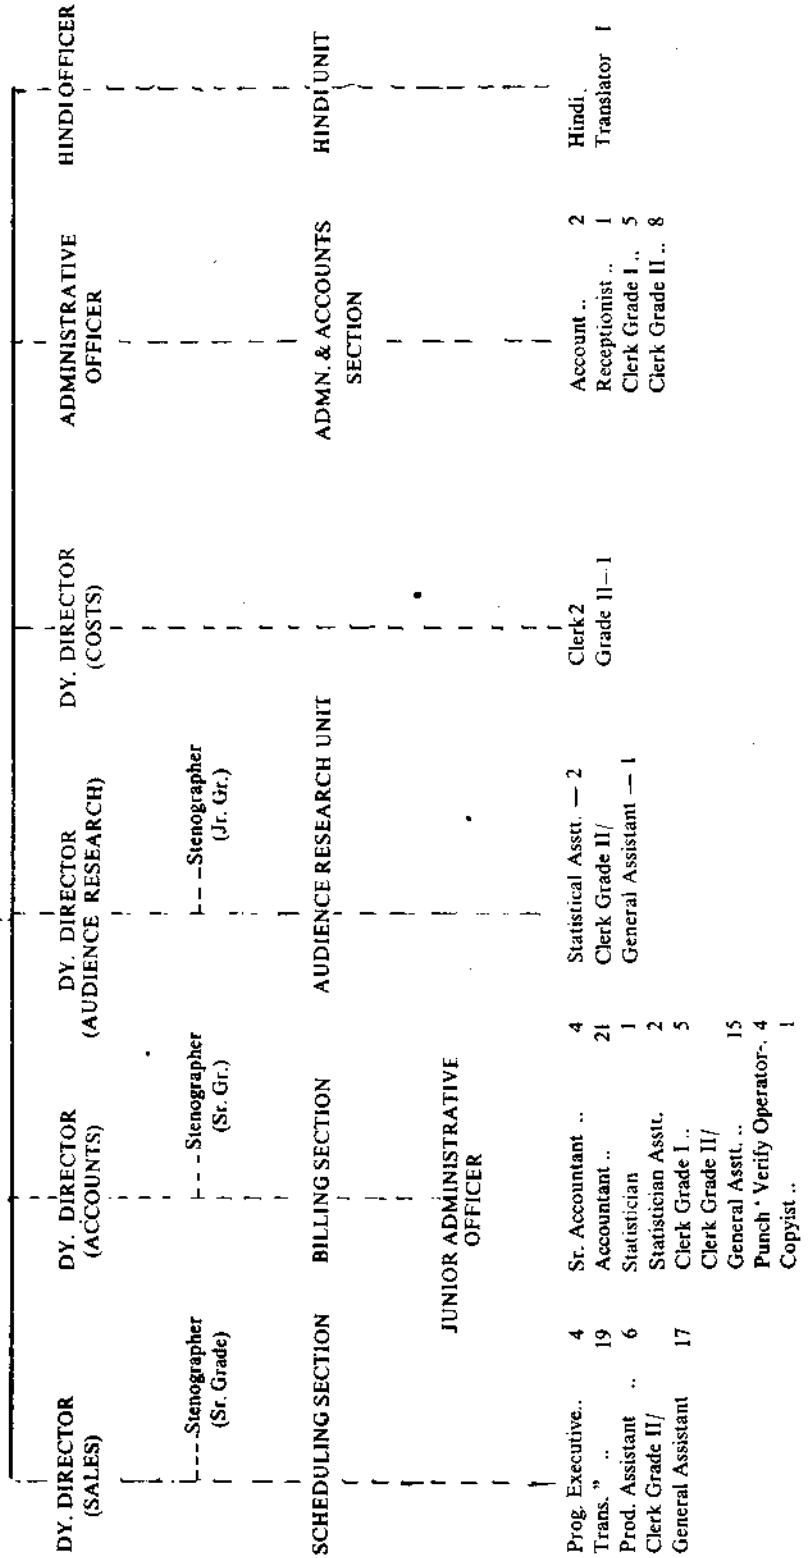 DY. DIRECTOR
(SALES)
---Stenographer
(Sr. Grade)
SCHEDULING SECTION
Prog. Executive.. 4
Trans. ” .. 19
Prod. Assistant .. 6
Clerk Grade II/
General Assistant 17
DY. DIRECTOR
(ACCOUNTS)
---Stenographer
(Sr. Gr.)
BILLING SECTION
JUNIOR ADMINISTRATIVE
OFFICER
Sr. Accountant .. 4
Accountant .. 21
Statistician 1
Statistician Asstt. 2
Clerk Grade I .. 5
Clerk Grade II/
General Asstt. .. 15
Punch ' Verify Operator-. 4
Copyist .. 1
DY. DIRECTOR
(AUDIENCE RESEARCH)
---Stenographer
(Jr. Gr.)
AUDIENCE RESEARCH UNIT
Statistical Asstt. — 2
Clerk Grade II/
General Assistant — 1
DY. DIRECTOR
(COSTS)
Clerk2
Grade II—1
ADMINISTRATIVE
OFFICER
ADMN. & ACCOUNTS
SECTION
Account .. 2
Receptionist .. 1
Clerk Grade I .. 5
Clerk Grade II .. 8
HINDI OFFICER
HINDI UNIT
Hindi.
Translator 1